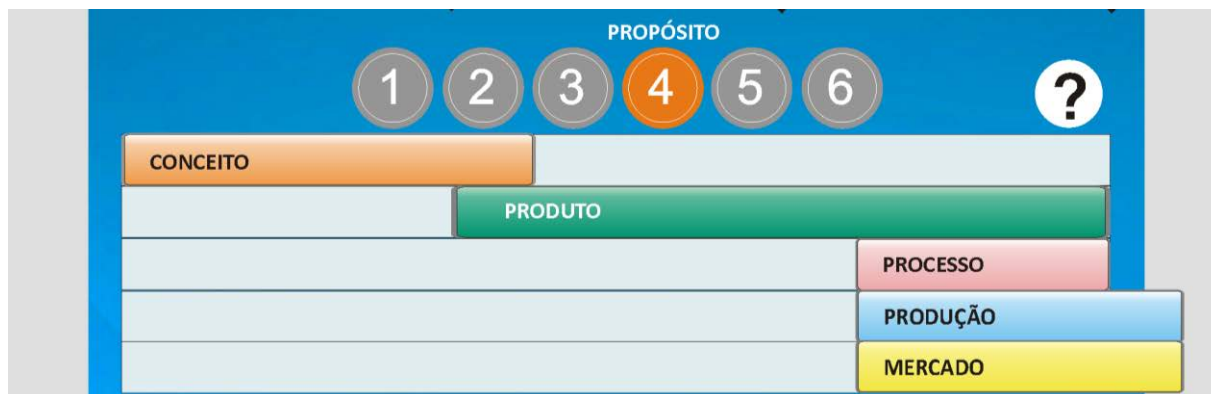 PROPÓSITO
1 2 3 4 5 6 ?
CONCEITO
PRODUTO
PROCESSO
PRODUÇÃO
MERCADO